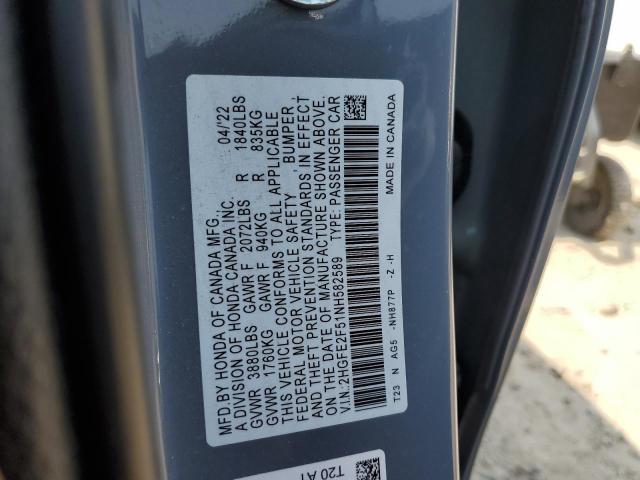 MFD.BY HONDA OF CANADA MFG., 04/22
A DIVISION OF HONDA CANADA INC.
GVWR 3880LBS GAWR F 2072LBS R 1840LBS
GVWR 1760KG GAWR F 940KG R 835KG
THIS VEHICLE CONFORMS TO ALL APPLICABLE
FEDERAL MOTOR VEHICLE SAFETY, BUMPER,
AND THEFT PREVENTION STANDARDS IN EFFECT
ON THE DATE OF MANUFACTURE SHOWN ABOVE.
V.I.N.:2HGFE2F51NH582589 TYPE:PASSENGER CAR
T23 N AG5 -NH877P -Z -H MADE IN CANADA
T20 A1